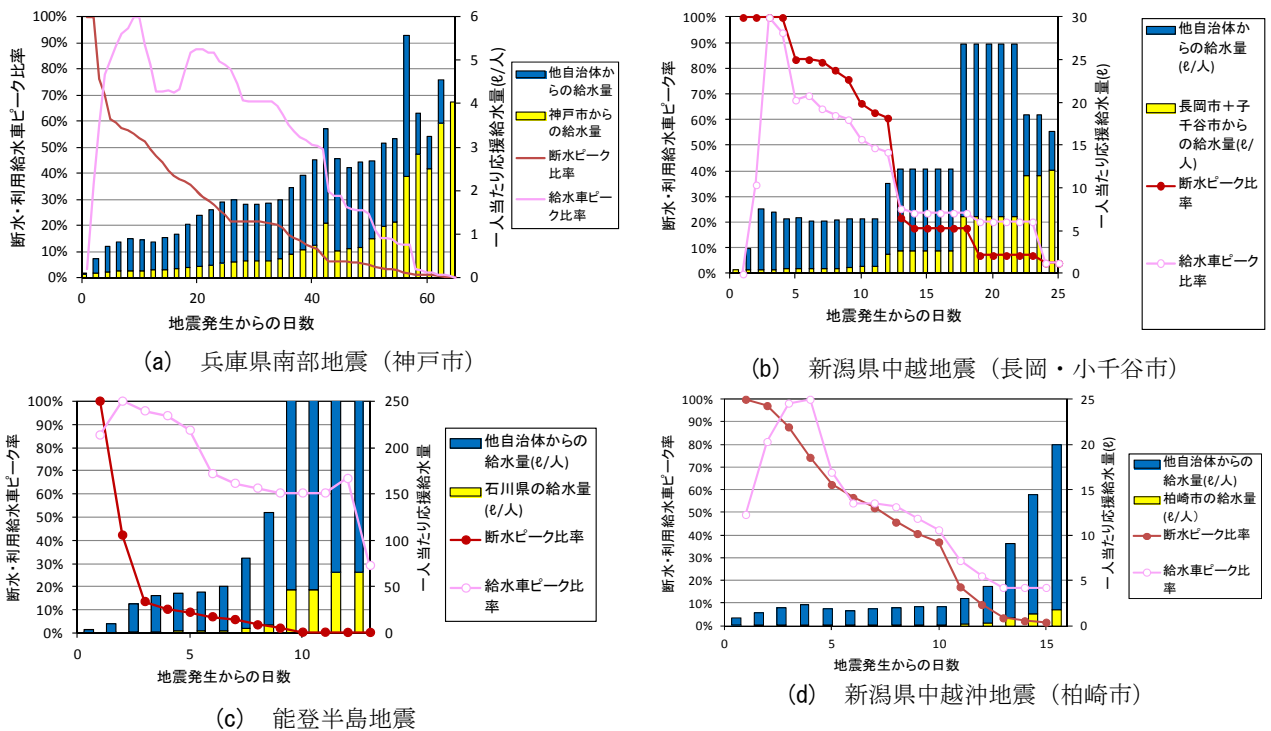 断水・利用給水車ピーク比率
100%
90%
80%
70%
60%
50%
40%
30%
20%
10%
0%
0
20
40
60
地震発生からの日数
6
5
4
3
2
1
0
一人当たり応援給水量(ℓ/人)
他自治体か
らの給水量
神戸市から
の給水量
断水ピーク
比率
給水車ピー
ク比率
(a) 兵庫県南部地震（神戸市）
断水・利用給水車ピーク率
100%
90%
80%
70%
60%
50%
40%
30%
20%
10%
0%
0
5
10
15
20
25
地震発生からの日数
30
25
20
15
10
5
0
一人当たり応援給水量(ℓ)
他自治体か
らの給水量
(ℓ/人)
長岡市＋子
千谷市から
の給水量(ℓ/
人)
断水ピーク比
率
給水車ピーク
比率
(b) 新潟県中越地震（長岡・小千谷市）
断水・利用給水車ピーク率
100%
90%
80%
70%
60%
50%
40%
30%
20%
10%
0%
0
5
10
地震発生からの日数
250
200
150
100
50
0
一人当たり応援給水量
他自治体からの
給水量(ℓ/人)
石川県の給水量
(ℓ/人)
断水ピーク比率
給水車ピーク比
率
(c) 能登半島地震
断水・利用給水車ピーク率
100%
90%
80%
70%
60%
50%
40%
30%
20%
10%
0%
0
5
10
15
地震発生からの日数
25
20
15
10
5
0
一人当たり応援給水量(ℓ)
他自治体からの
給水量(ℓ/人)
柏崎市の給水量
(ℓ/人）
断水ピーク比率
給水車ピーク比
率
(d) 新潟県中越沖地震（柏崎市）